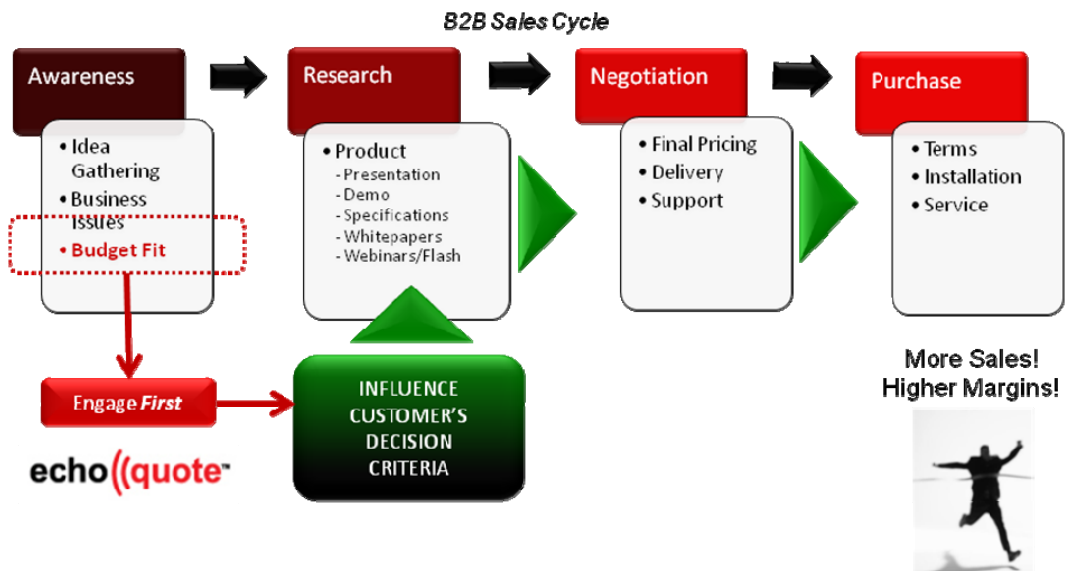 B2B Sales Cycle
Awareness
• Idea
Gathering
• Business
Issues
• Budget Fit
Research
• Product
- Presentation
- Demo
- Specifications
- Whitepapers
- Webinars/Flash
Negotiation
• Final Pricing
• Delivery
• Support
Purchase
• Terms
• Installation
• Service
Engage First
INFLUENCE
CUSTOMER'S
DECISION
CRITERIA
echo((quote™
More Sales!
Higher Margins!